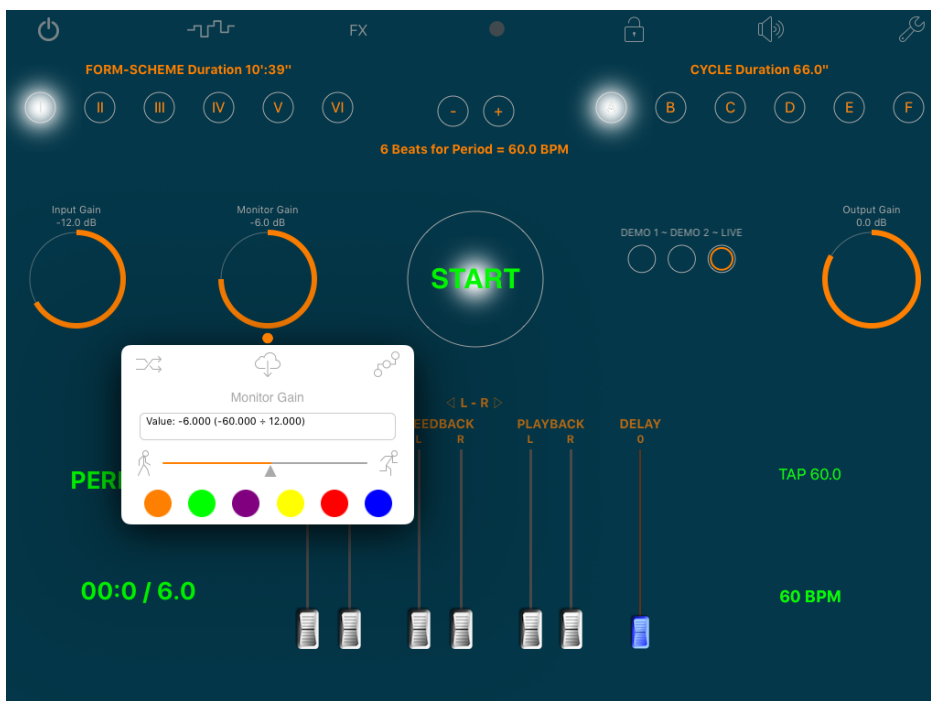 FX
FORM-SCHEME Duration 10':39"
CYCLE Duration 66.0"
II III IV V VI
- +
B C D E F
6 Beats for Period = 60.0 BPM
Input Gain
-12.0 dB
Monitor Gain
-6.0 dB
Output Gain
0.0 dB
DEMO 1 ~ DEMO 2 ~ LIVE
START
Monitor Gain
Value: -6.000 (-60.000 ÷ 12.000)
L - R
EEDBACK PLAYBACK DELAY
L R L R 0
PERI
TAP 60.0
00:0 / 6.0
60 BPM